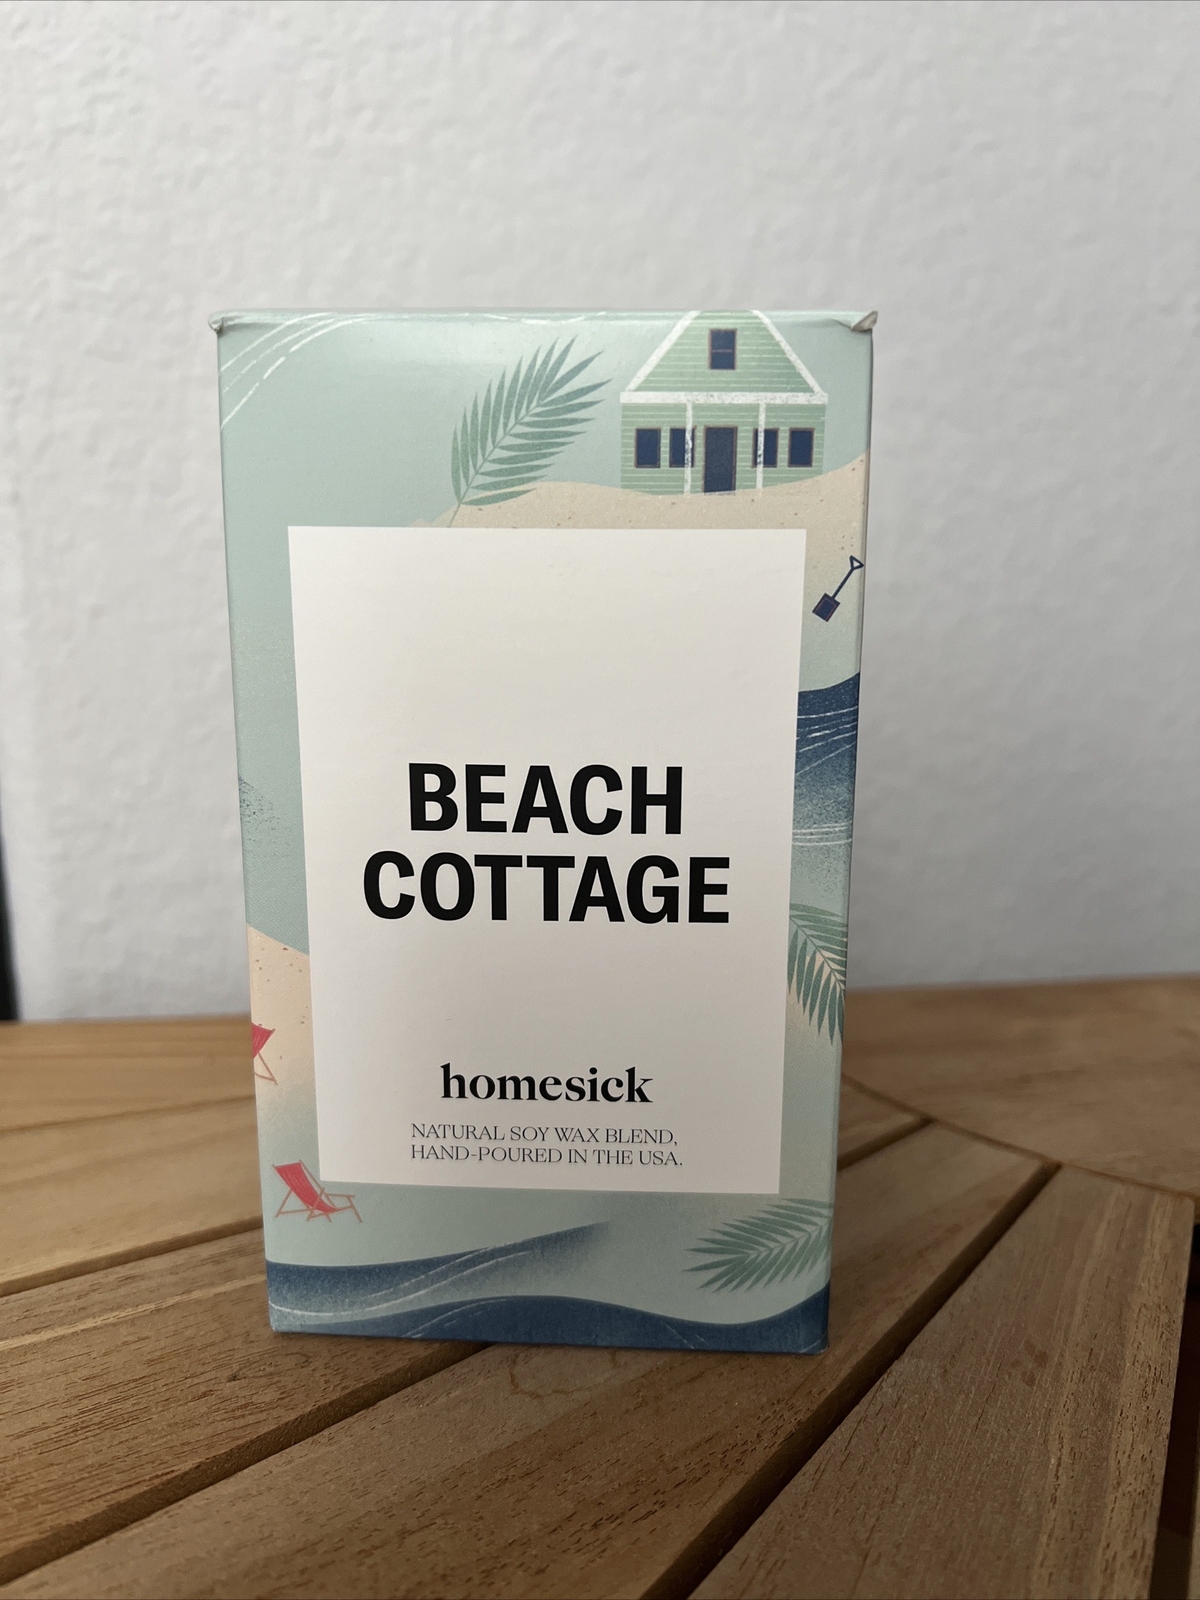 BEACH
COTTAGE
homesick
NATURAL SOY WAX BLEND,
HAND-POURED IN THE USA.